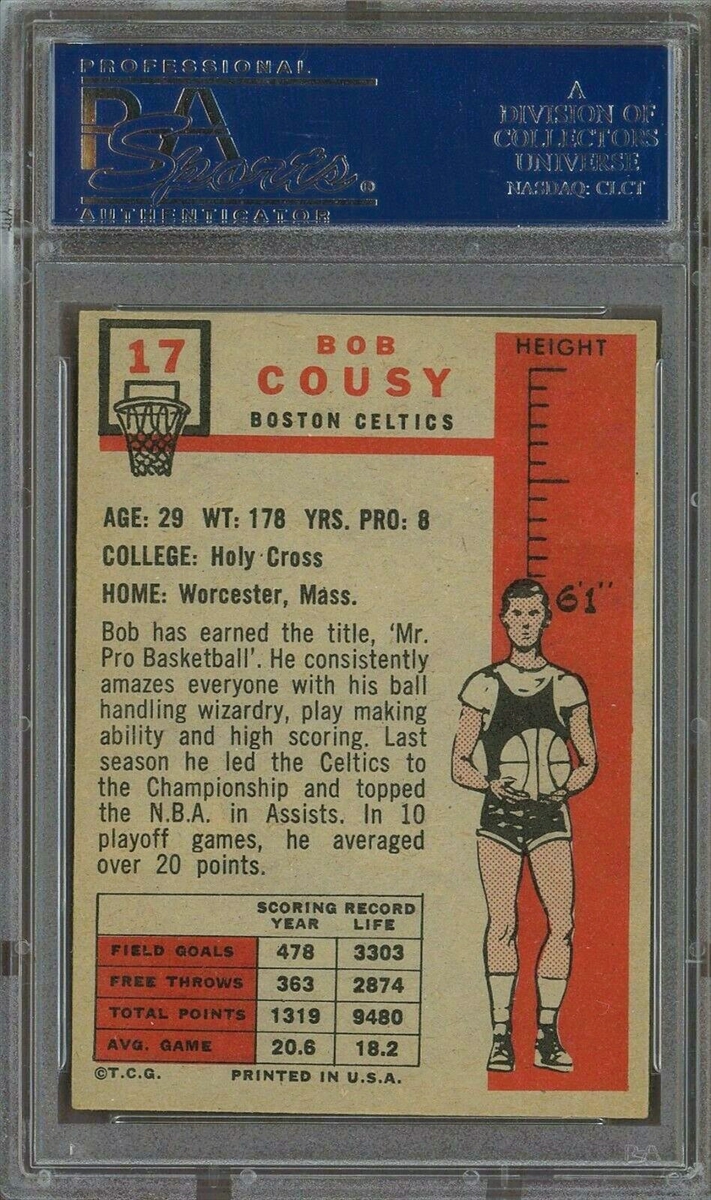 PROFESSIONAL
PSA
Sports®
AUTHENTICATOR
A
DIVISION OF
COLLECTORS
UNIVERSE
NASDAQ: CLCT
17
BOB
COUSY
BOSTON CELTICS
HEIGHT
6'1"
AGE: 29 WT: 178 YRS. PRO: 8
COLLEGE: Holy Cross
HOME: Worcester, Mass.
Bob has earned the title, 'Mr.
Pro Basketball'. He consistently
amazes everyone with his ball
handling wizardry, play making
ability and high scoring. Last
season he led the Celtics to
the Championship and topped
the N.B.A. in Assists. In 10
playoff games, he averaged
over 20 points.
SCORING RECORD
YEAR LIFE
FIELD GOALS 478 3303
FREE THROWS 363 2874
TOTAL POINTS 1319 9480
AVG. GAME 20.6 18.2
©T.C.G. PRINTED IN U.S.A.
PSA